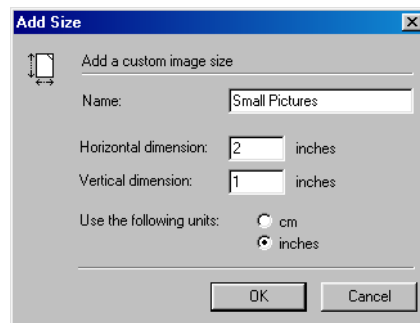 Add Size
Add a custom image size
Name: Small Pictures
Horizontal dimension: 2 inches
Vertical dimension: 1 inches
Use the following units: cm
inches
OK Cancel